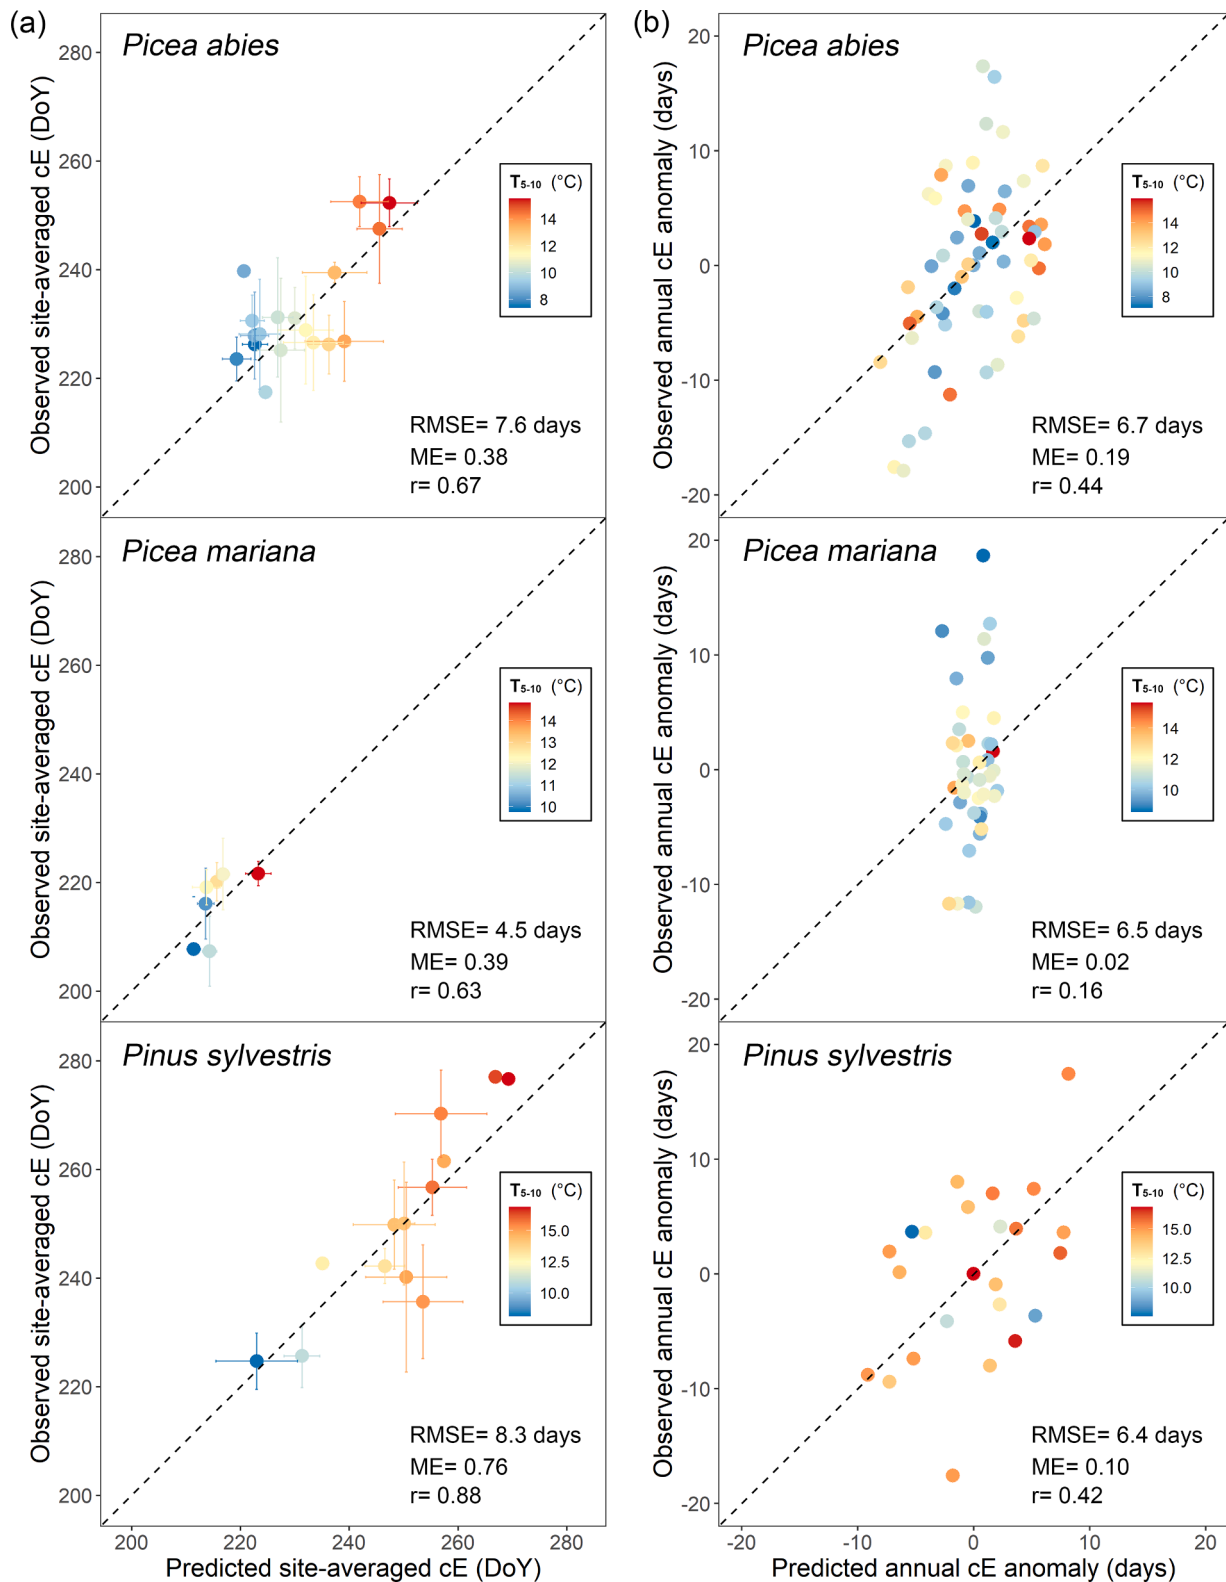 (a)
Picea abies
Observed site-averaged cE (DoY)
280
260
240
220
200
T5-10 (°C)
14
12
10
8
RMSE= 7.6 days
ME= 0.38
r= 0.67
(b)
Picea abies
Observed annual cE anomaly (days)
20
10
0
-10
-20
T5-10 (°C)
14
12
10
8
RMSE= 6.7 days
ME= 0.19
r= 0.44
Picea mariana
Observed site-averaged cE (DoY)
280
260
240
220
200
T5-10 (°C)
14
13
12
11
10
RMSE= 4.5 days
ME= 0.39
r= 0.63
Picea mariana
Observed annual cE anomaly (days)
20
10
0
-10
-20
T5-10 (°C)
14
12
10
RMSE= 6.5 days
ME= 0.02
r= 0.16
Pinus sylvestris
Observed site-averaged cE (DoY)
280
260
240
220
200
T5-10 (°C)
15.0
12.5
10.0
RMSE= 8.3 days
ME= 0.76
r= 0.88
200 220 240 260 280
Predicted site-averaged cE (DoY)
Pinus sylvestris
Observed annual cE anomaly (days)
20
10
0
-10
-20
T5-10 (°C)
15.0
12.5
10.0
RMSE= 6.4 days
ME= 0.10
r= 0.42
-20 -10 0 10 20
Predicted annual cE anomaly (days)